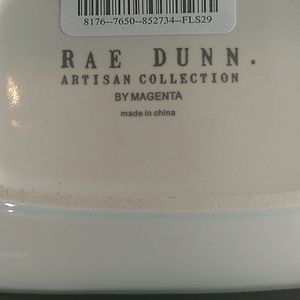 8176--7650--852734--FLS29
RAE DUNN.
ARTISAN COLLECTION
BY MAGENTA
made in china